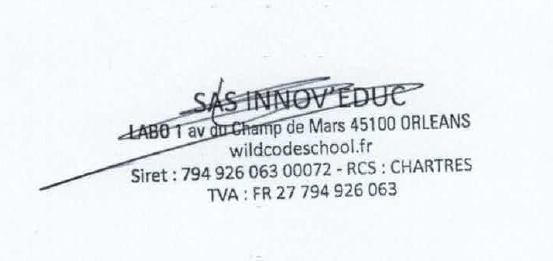 SAS INNOV'EDUC
LABO 1 av du Champ de Mars 45100 ORLEANS
wildcodeschool.fr
Siret : 794 926 063 00072 - RCS : CHARTRES
TVA : FR 27 794 926 063